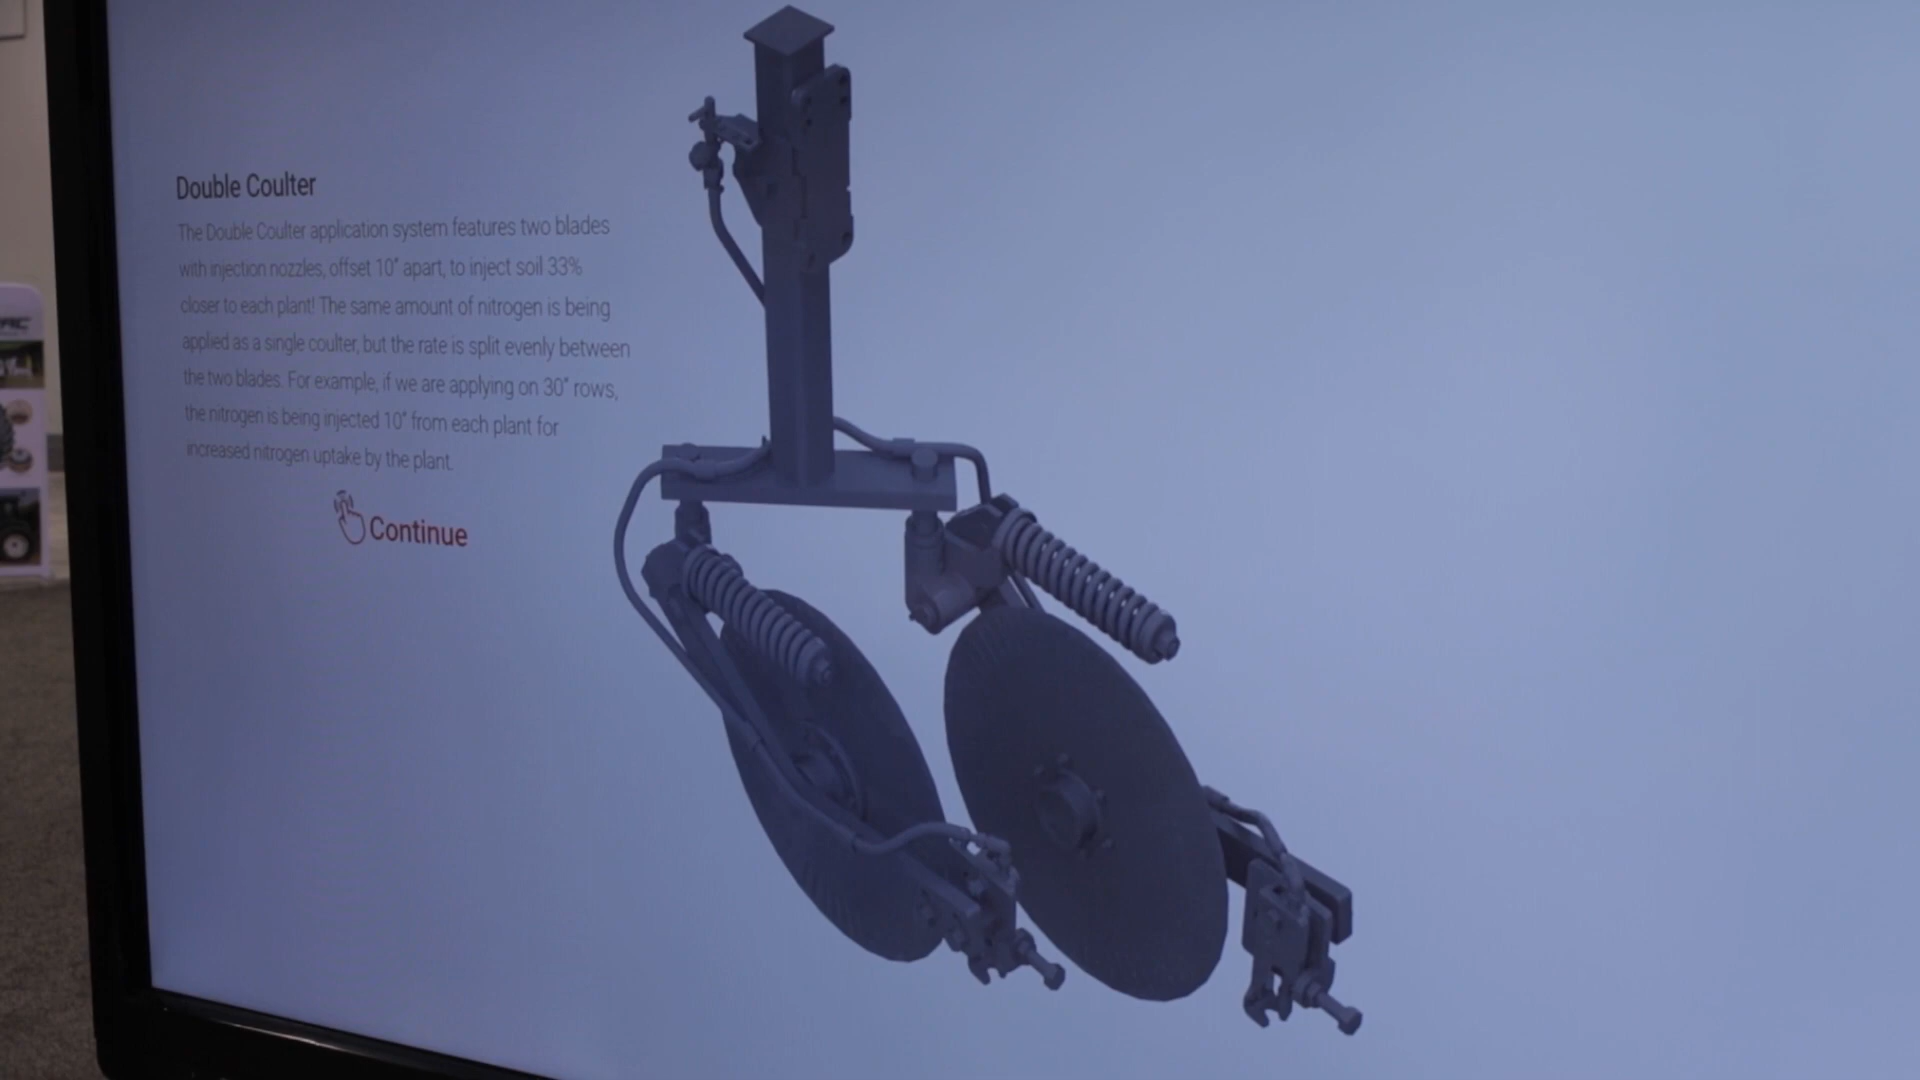 Double Coulter
The Double Coulter application system features two blades
with injection nozzles, offset 10" apart, to inject soil 33%
closer to each plant! The same amount of nitrogen is being
applied as a single coulter, but the rate is split evenly between
the two blades. For example, if we are applying on 30" rows,
the nitrogen is being injected 10" from each plant for
increased nitrogen uptake by the plant.
Continue